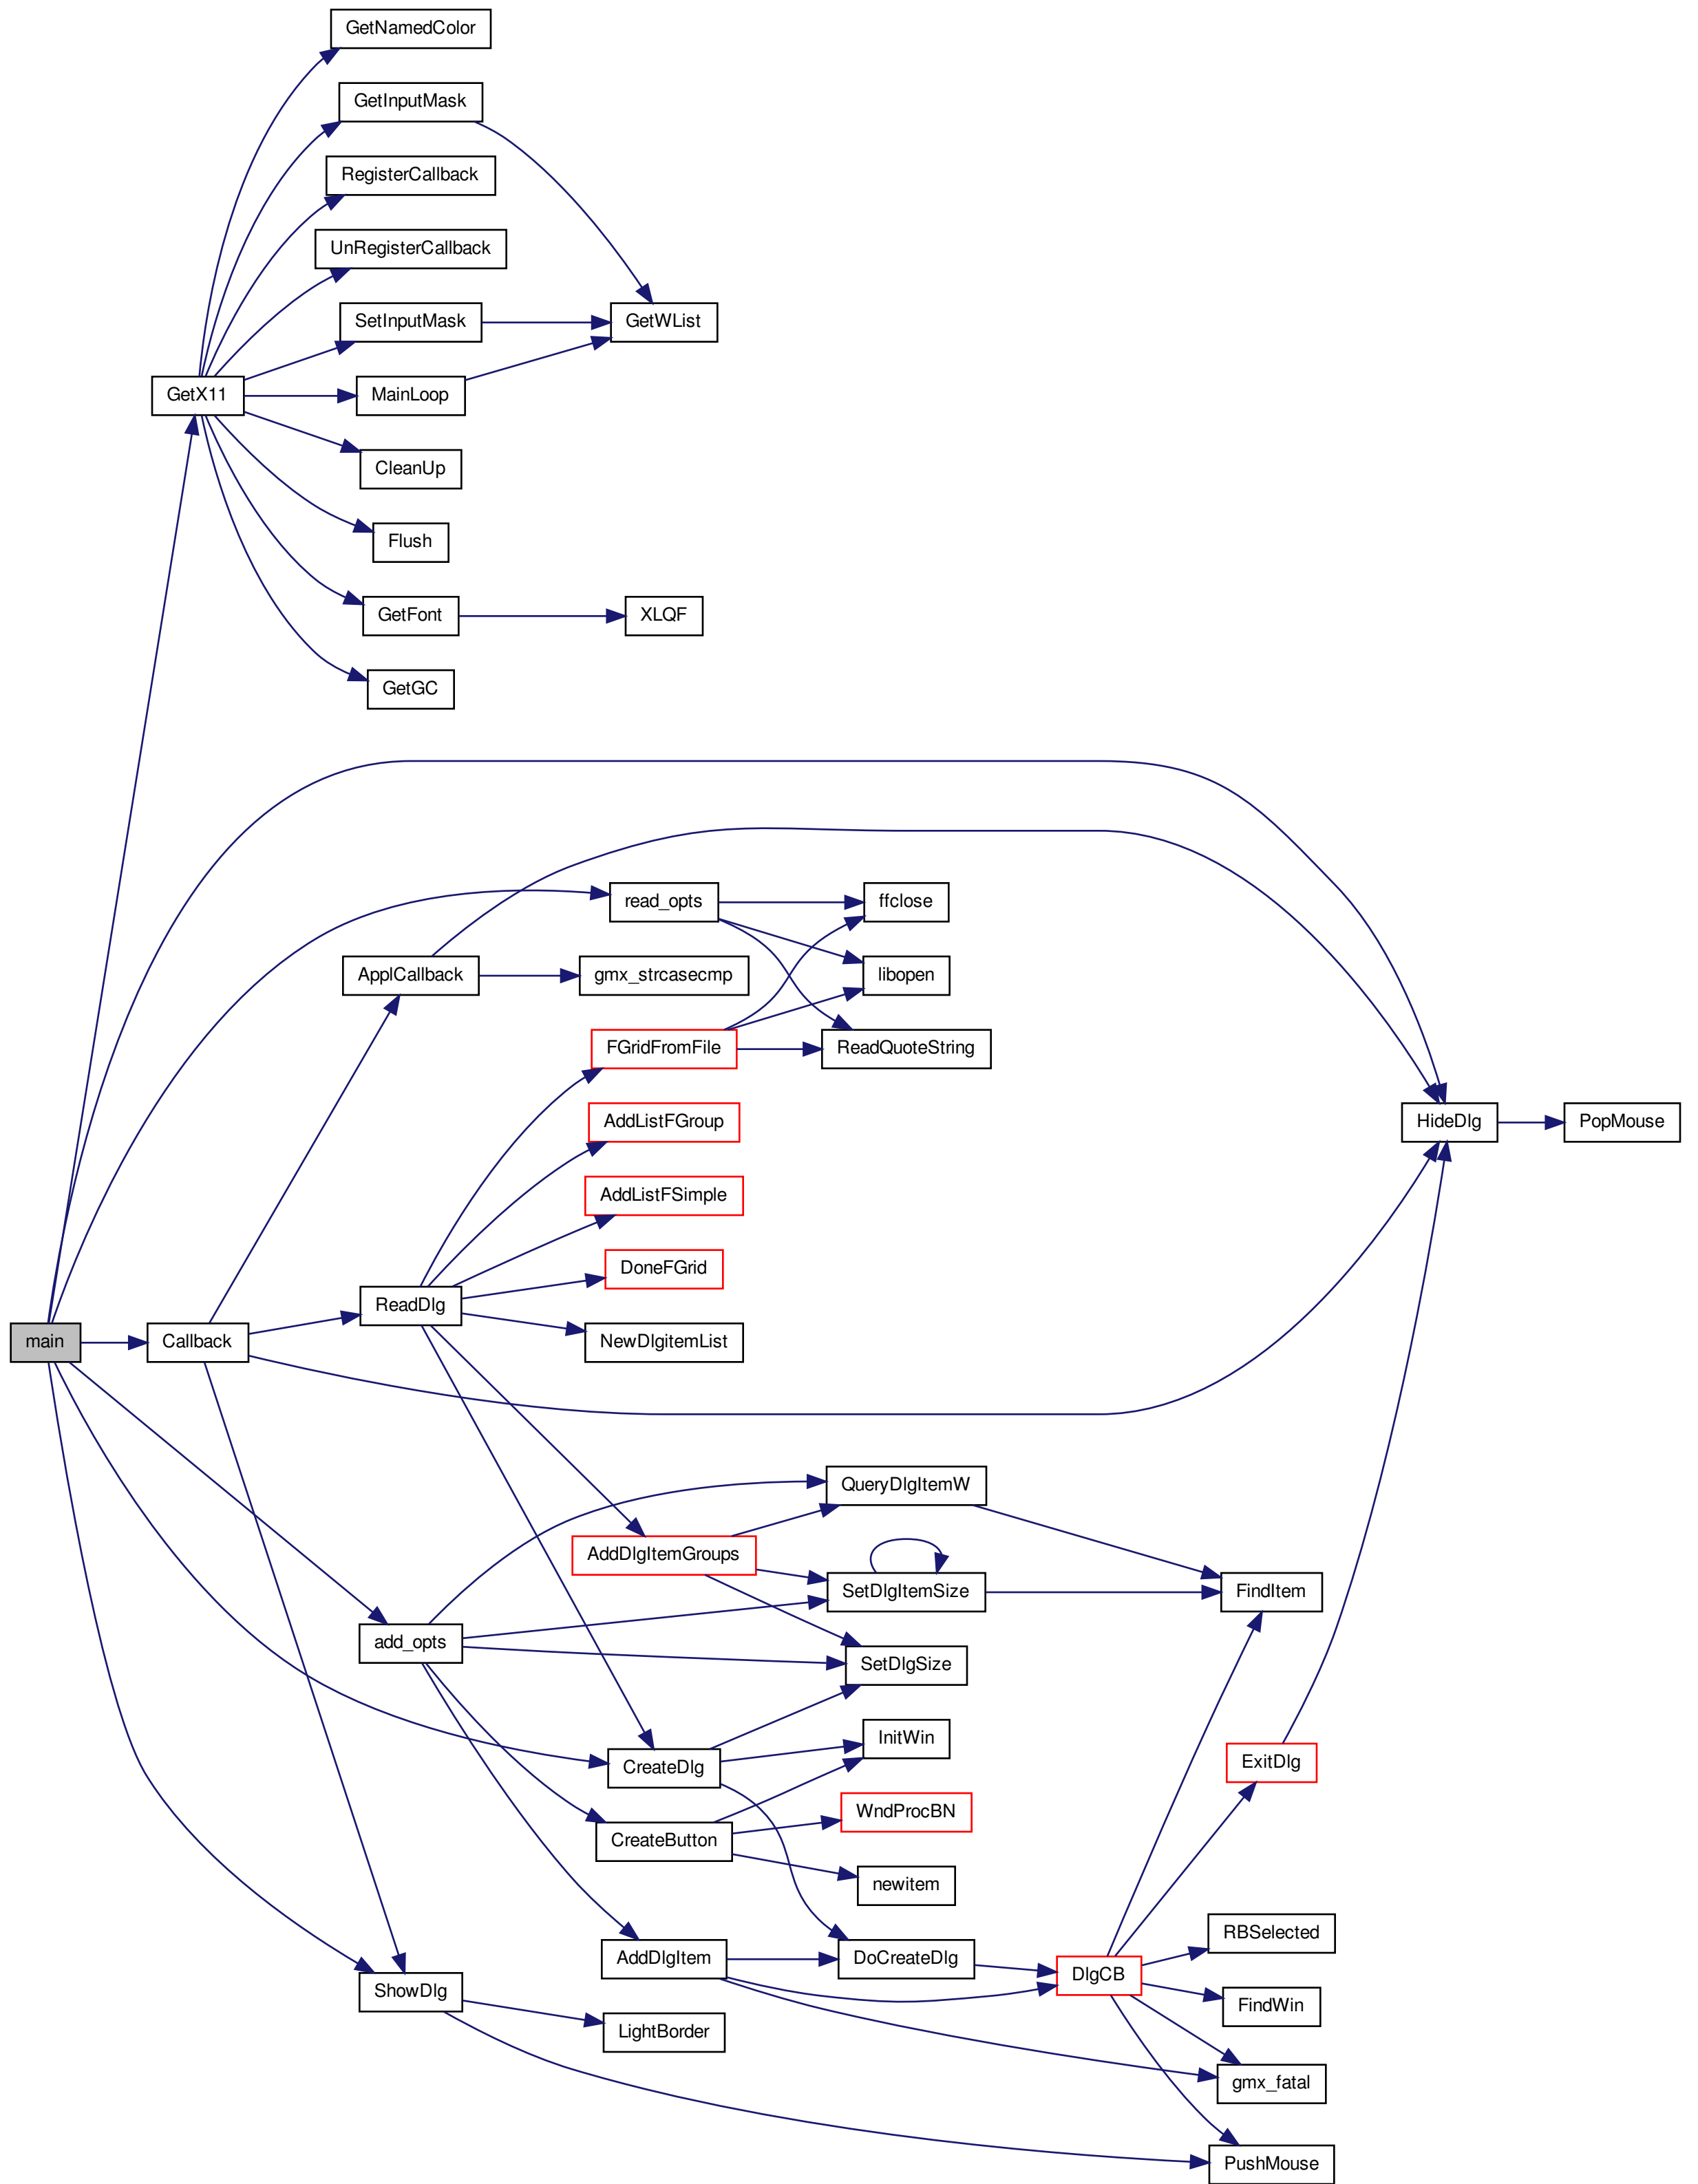 GetNamedColor
GetInputMask
RegisterCallback
UnRegisterCallback
SetInputMask
GetWList
GetX11
MainLoop
CleanUp
Flush
GetFont
XLQF
GetGC
read_opts
ffclose
ApplCallback
gmx_strcasecmp
libopen
FGridFromFile
ReadQuoteString
AddListFGroup
HideDlg
PopMouse
AddListFSimple
DoneFGrid
ReadDlg
main
Callback
NewDlgitemList
QueryDlgItemW
AddDlgItemGroups
SetDlgItemSize
FindItem
add_opts
SetDlgSize
InitWin
CreateDlg
ExitDlg
WndProcBN
CreateButton
newitem
RBSelected
AddDlgItem
DoCreateDlg
DlgCB
ShowDlg
FindWin
LightBorder
gmx_fatal
PushMouse